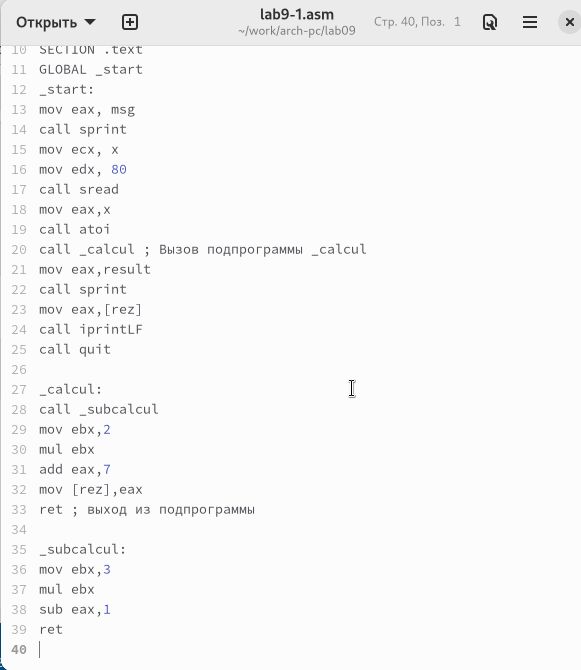 Открыть
lab9-1.asm
~/work/arch-pc/lab09
Стр. 40, Поз. 1
10 SECTION .text
11 GLOBAL _start
12 _start:
13 mov eax, msg
14 call sprint
15 mov ecx, x
16 mov edx, 80
17 call sread
18 mov eax,x
19 call atoi
20 call _calcul ; Вызов подпрограммы _calcul
21 mov eax,result
22 call sprint
23 mov eax,[rez]
24 call iprintLF
25 call quit
26
27 _calcul:
28 call _subcalcul
29 mov ebx,2
30 mul ebx
31 add eax,7
32 mov [rez],eax
33 ret ; выход из подпрограммы
34
35 _subcalcul:
36 mov ebx,3
37 mul ebx
38 sub eax,1
39 ret
40